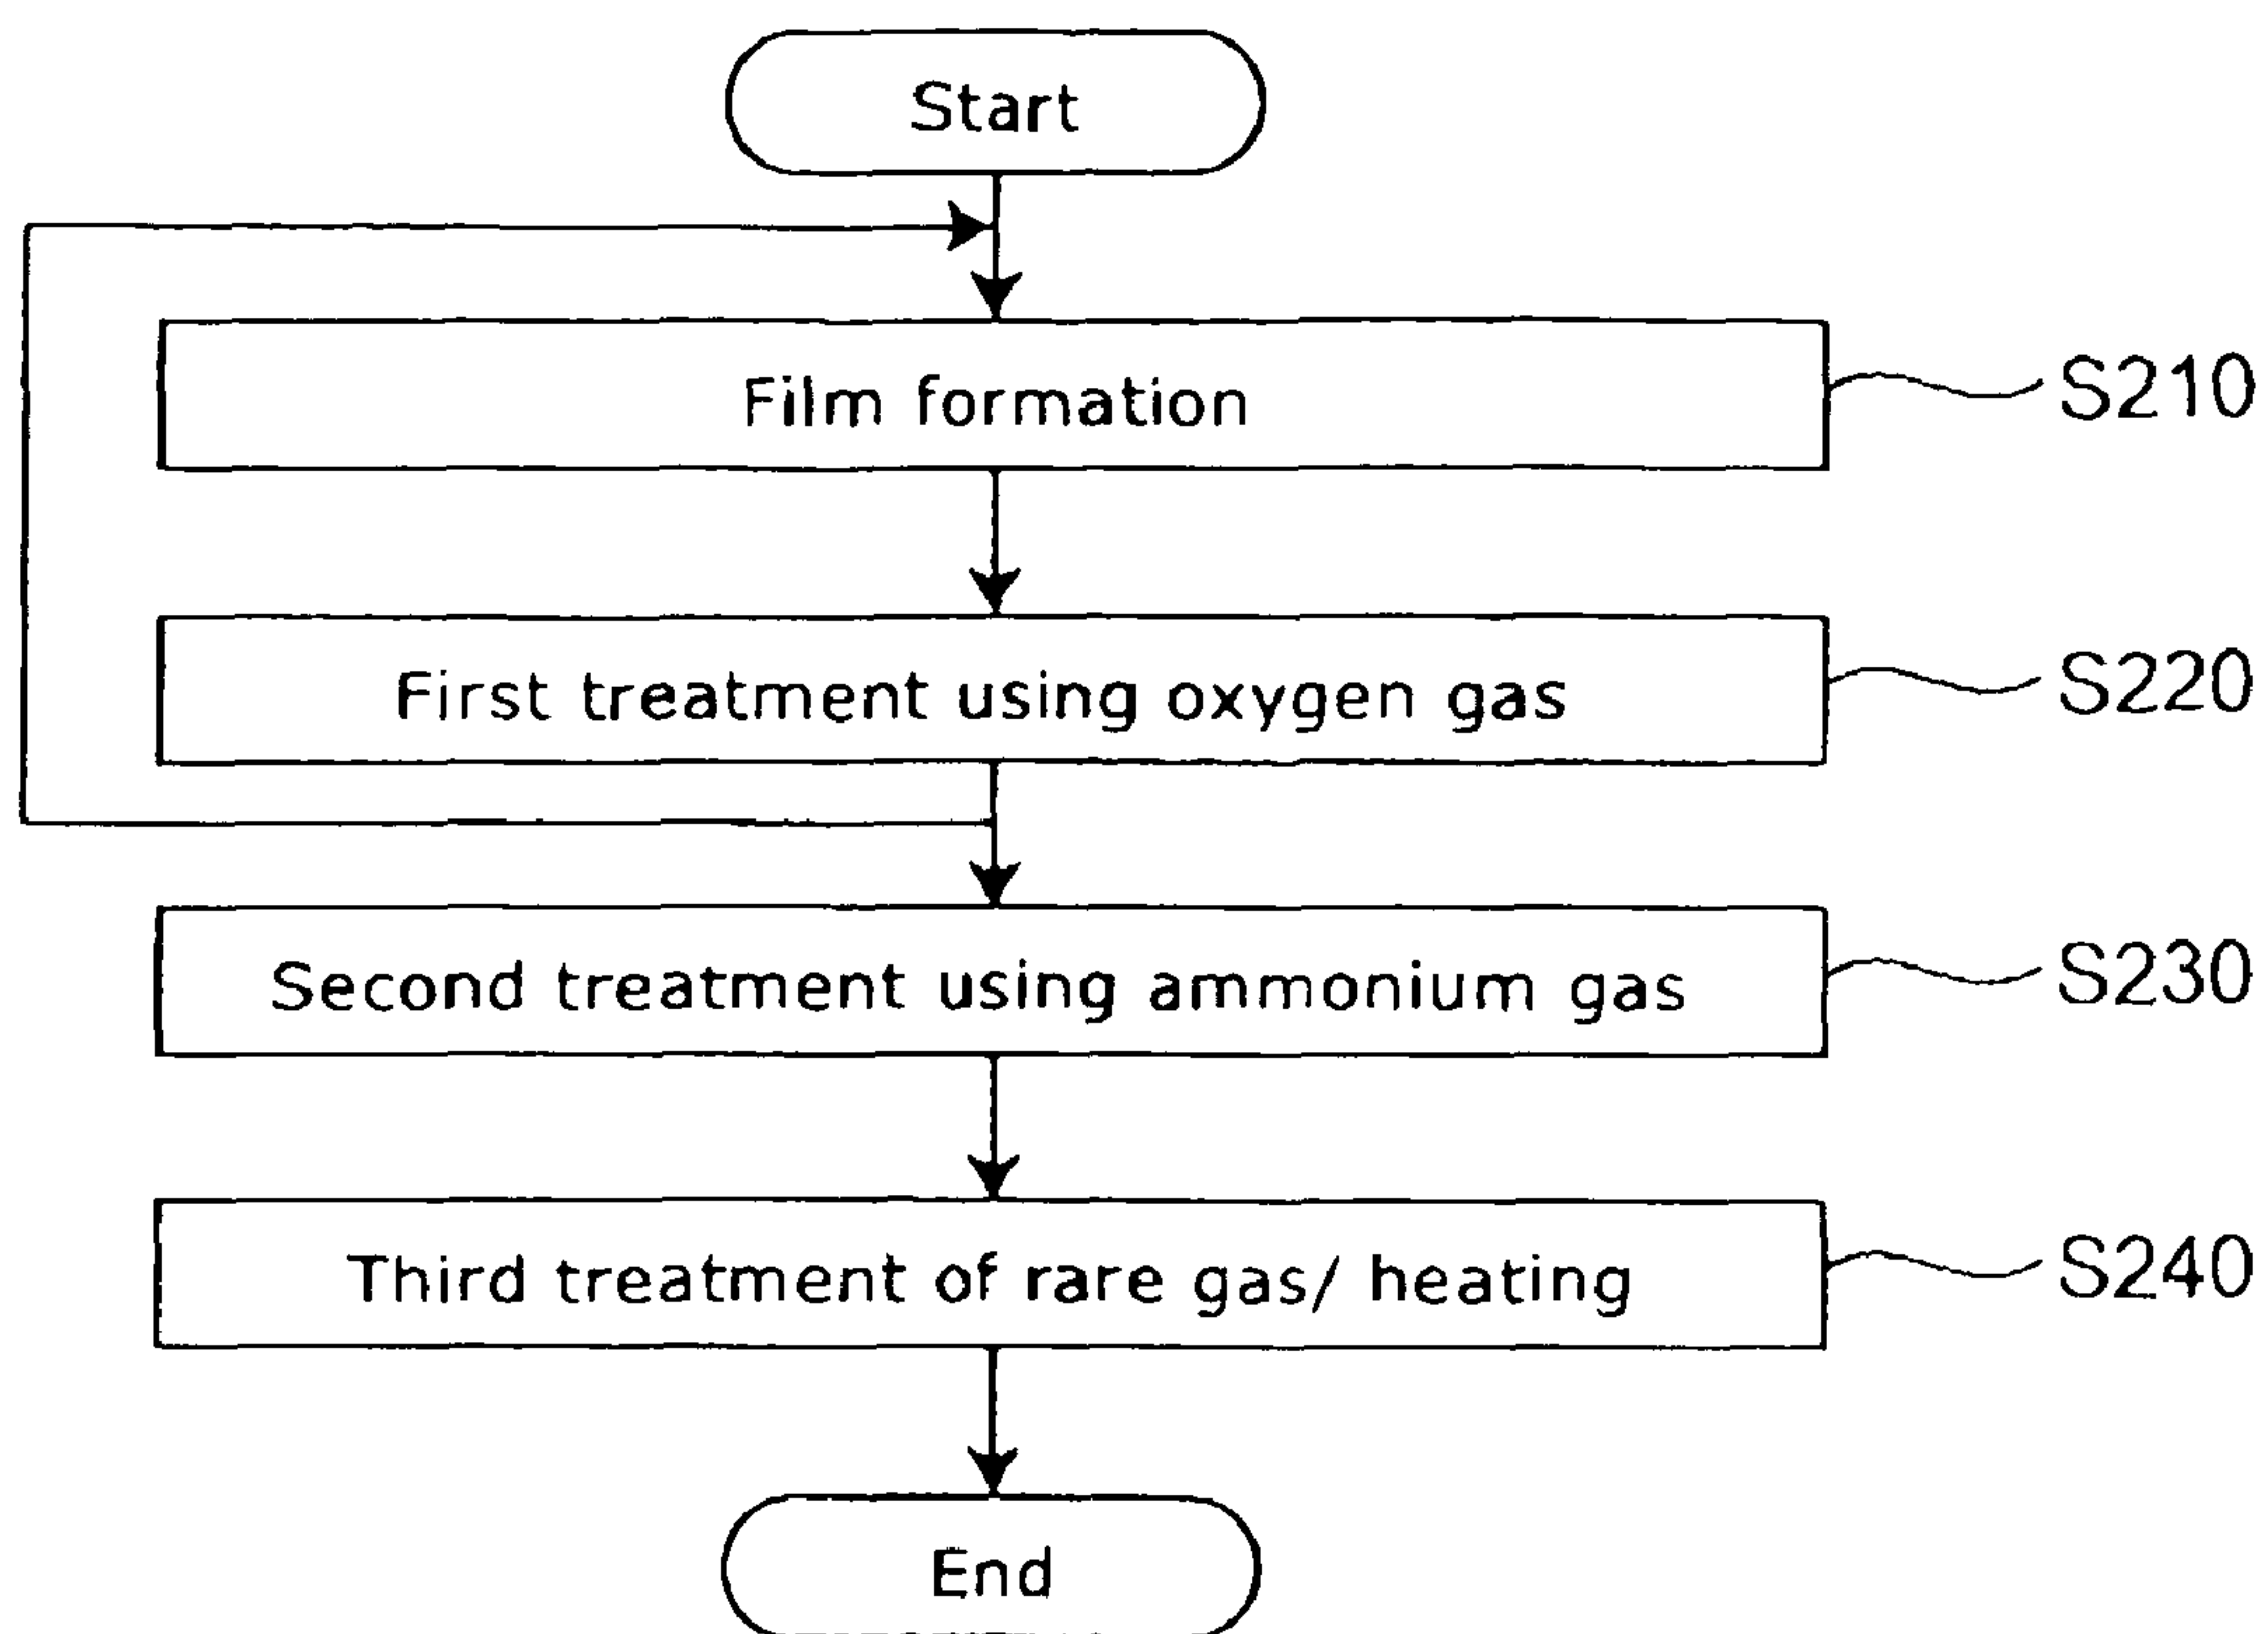 Start
Film formation
S210
First treatment using oxygen gas
S220
Second treatment using ammonium gas
S230
Third treatment of rare gas/ heating
S240
End